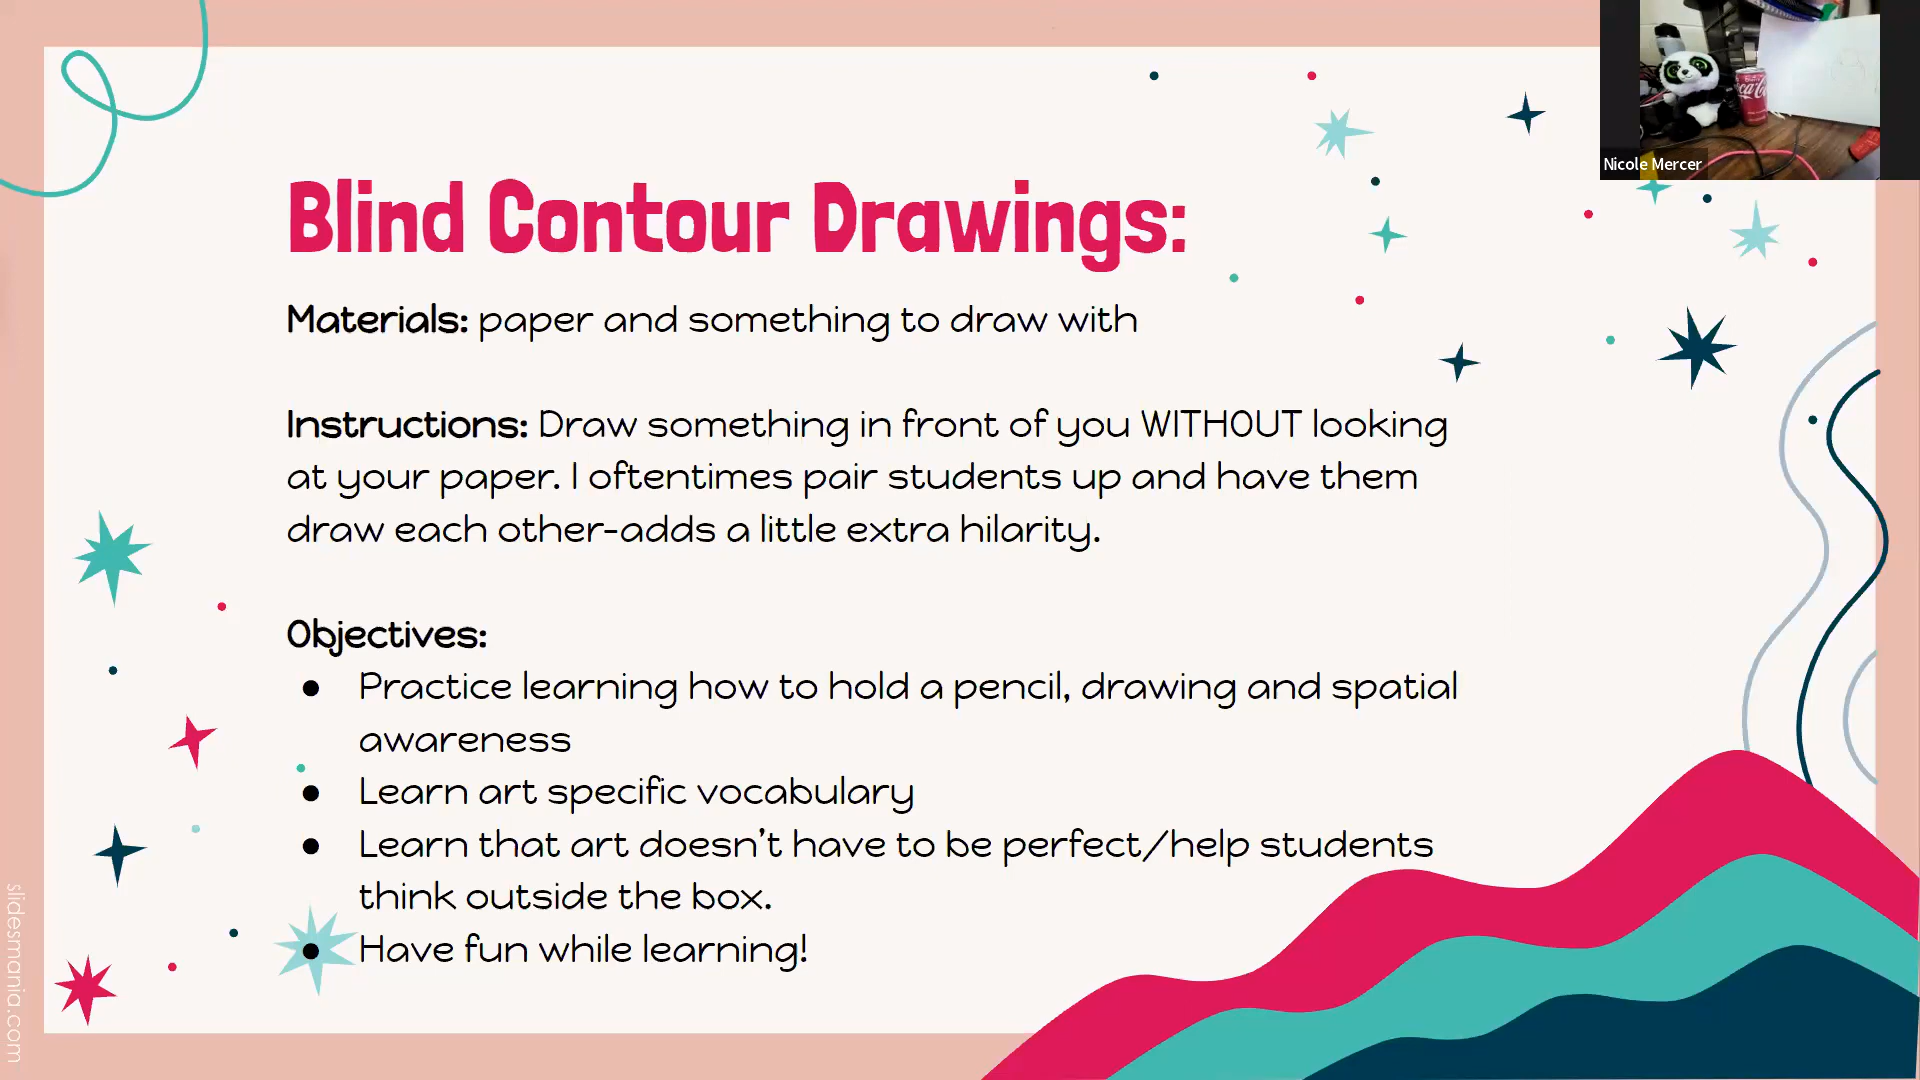 Blind Contour Drawings:
Materials: paper and something to draw with
Instructions: Draw something in front of you WITHOUT looking
at your paper. I oftentimes pair students up and have them
draw each other-adds a little extra hilarity.
Objectives:
● Practice learning how to hold a pencil, drawing and spatial
awareness
● Learn art specific vocabulary
● Learn that art doesn't have to be perfect/help students
think outside the box.
● Have fun while learning!
Nicole Mercer
slidesmania.com